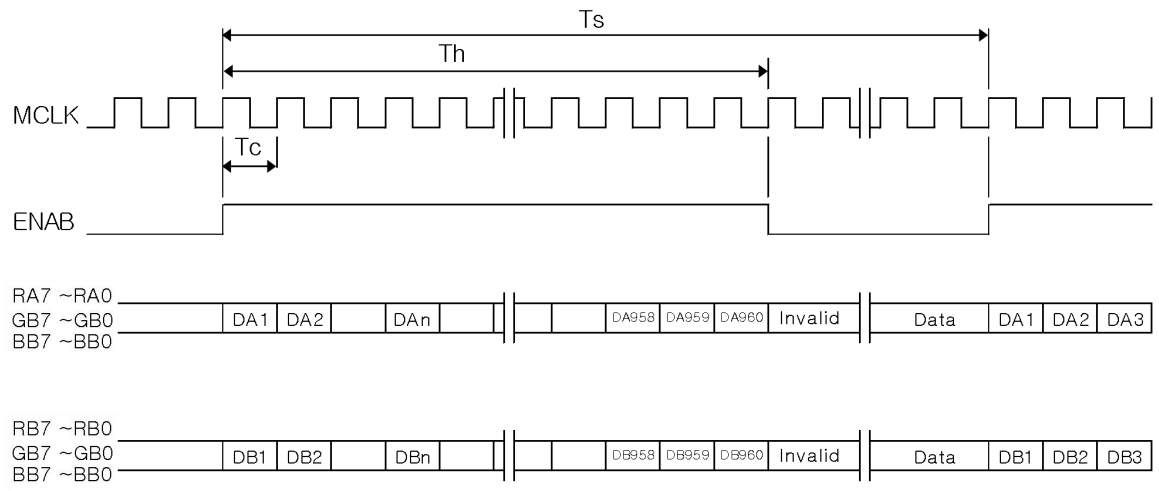 Ts
Th
MCLK
Tc
ENAB
RA7 ~RA0
GB7 ~GB0 DA1 DA2 DAn DA958 DA959 DA960 Invalid Data DA1 DA2 DA3
BB7 ~BB0
RB7 ~RB0
GB7 ~GB0 DB1 DB2 DBn DB958 DB959 DB960 Invalid Data DB1 DB2 DB3
BB7 ~BB0